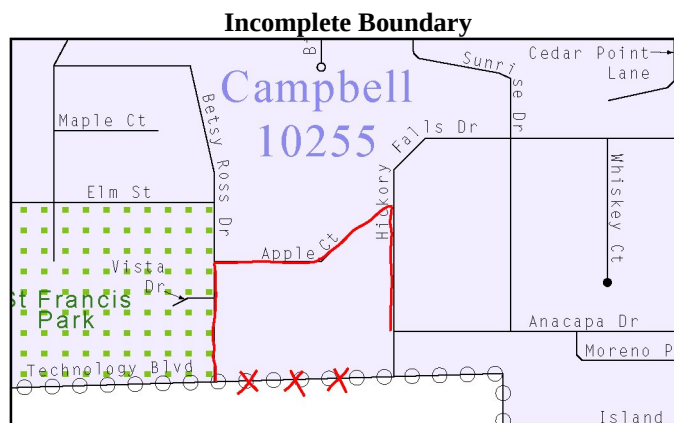 Incomplete Boundary
Cedar Point
Lane
Sunrise Dr
Campbell
10255
Maple Ct
Betsy Ross Dr
Falls Dr
Hickory
Whiskey Ct
Elm St
Apple Ct
Vista
Dr
St Francis
Park
Anacapa Dr
Moreno P
Technology Blvd
Island